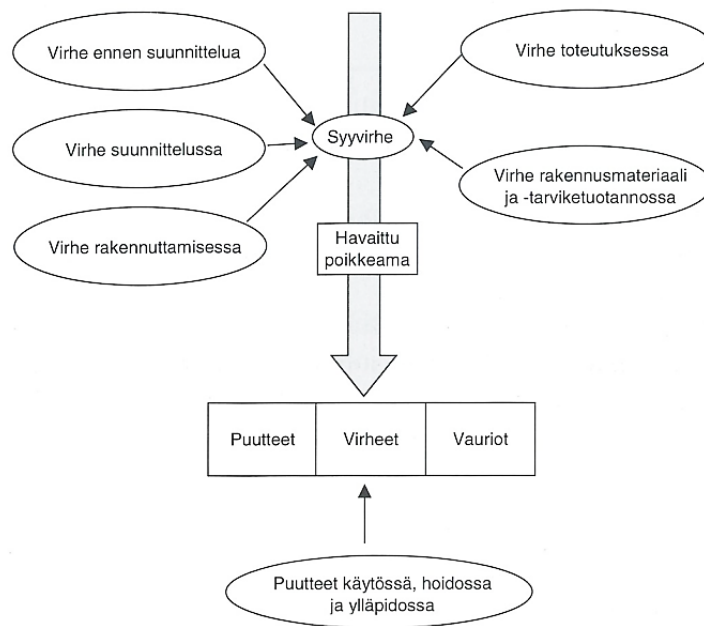 Virhe ennen suunnittelua
Virhe toteutuksessa
Syyvirhe
Virhe suunnittelussa
Virhe rakennusmateriaali
ja -tarviketuotannossa
Virhe rakennuttamisessa
Havaittu
poikkeama
Puutteet
Virheet
Vauriot
Puutteet käytössä, hoidossa
ja ylläpidossa